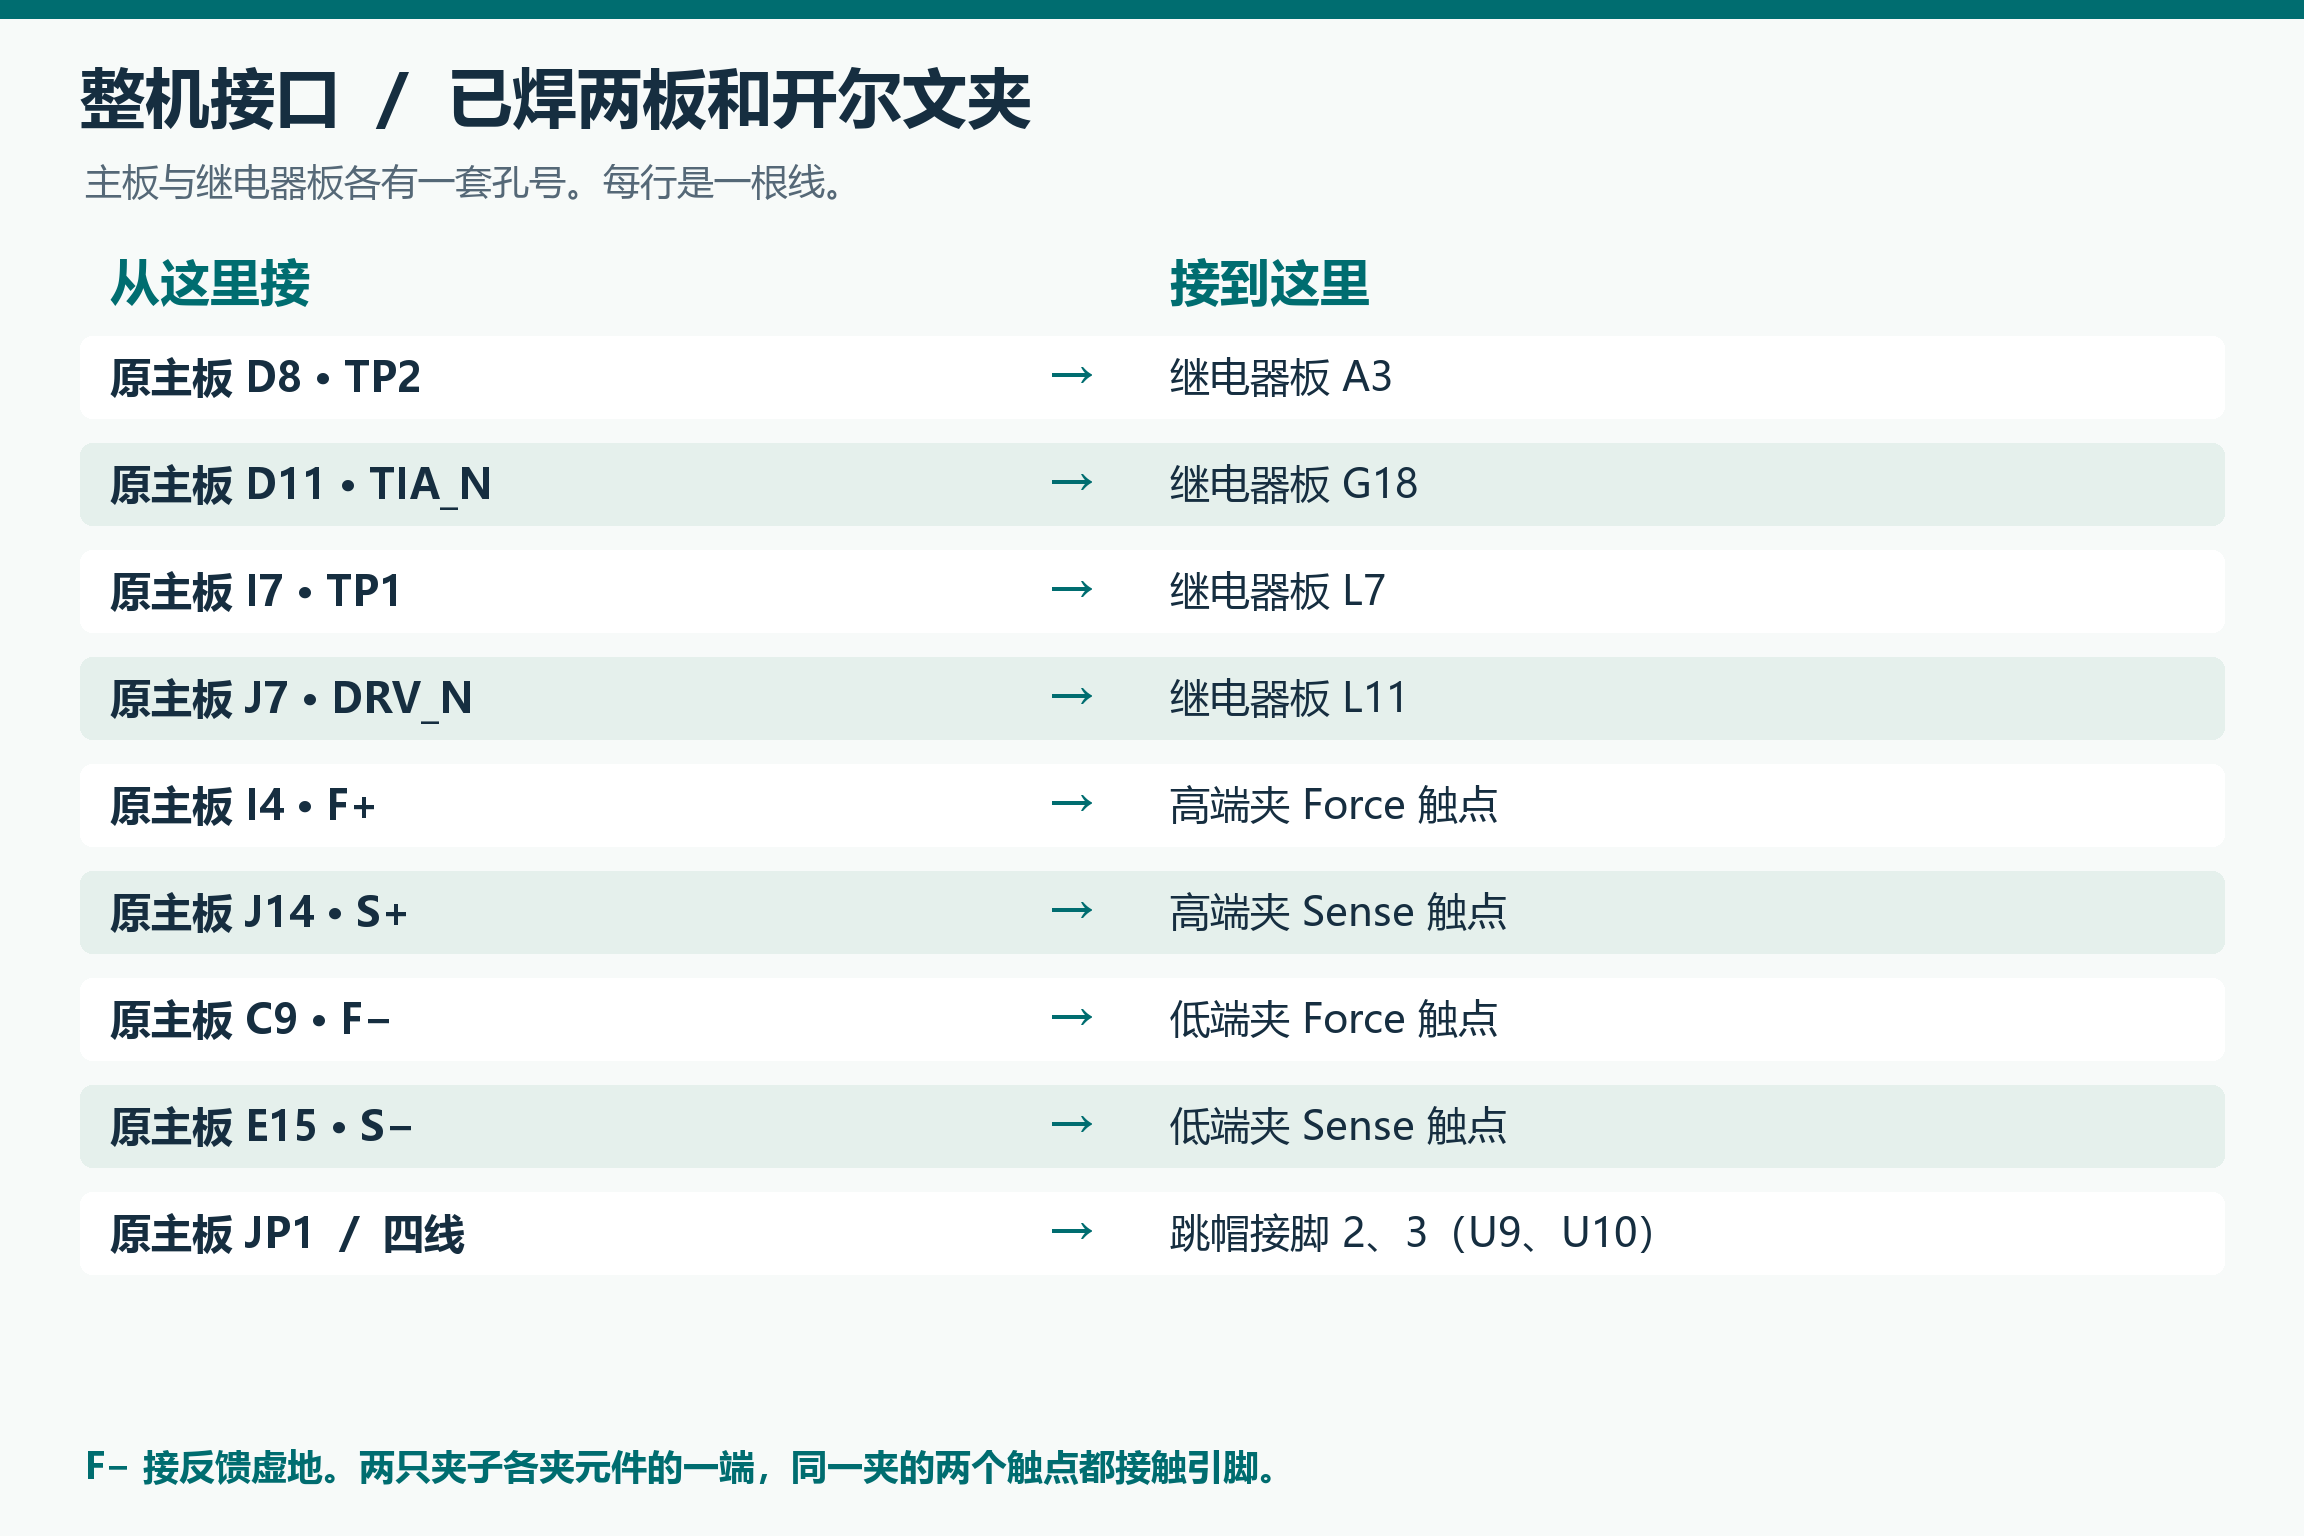 整机接口 / 已焊两板和开尔文夹
主板与继电器板各有一套孔号。每行是一根线。
从这里接 接到这里
原主板 D8 • TP2 → 继电器板 A3
原主板 D11 • TIA_N → 继电器板 G18
原主板 I7 • TP1 → 继电器板 L7
原主板 J7 • DRV_N → 继电器板 L11
原主板 I4 • F+ → 高端夹 Force 触点
原主板 J14 • S+ → 高端夹 Sense 触点
原主板 C9 • F− → 低端夹 Force 触点
原主板 E15 • S− → 低端夹 Sense 触点
原主板 JP1 / 四线 → 跳帽接脚 2、3（U9、U10）
F− 接反馈虚地。两只夹子各夹元件的一端，同一夹的两个触点都接触引脚。